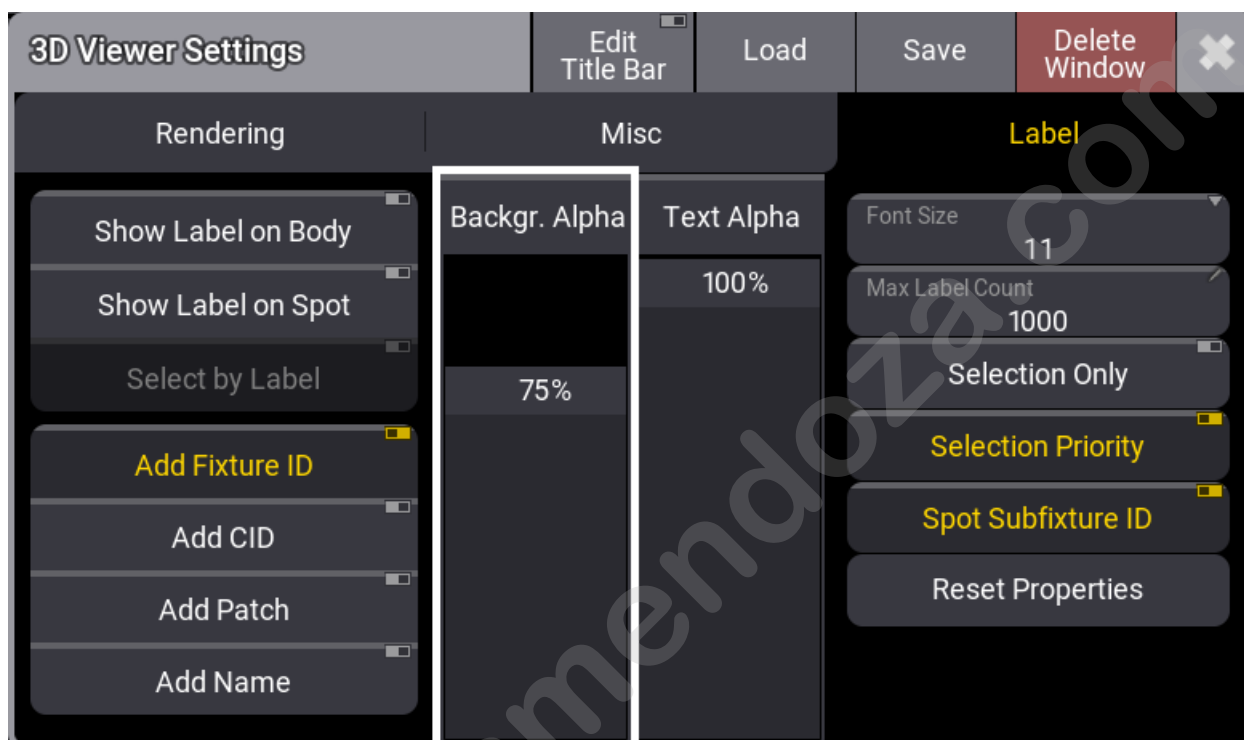 3D Viewer Settings
Edit
Title Bar
Load
Save
Delete
Window
Rendering
Misc
Label
Show Label on Body
Show Label on Spot
Select by Label
Add Fixture ID
Add CID
Add Patch
Add Name
Backgr. Alpha
75%
Text Alpha
100%
Font Size
11
Max Label Count
1000
Selection Only
Selection Priority
Spot Subfixture ID
Reset Properties
mendoza.com